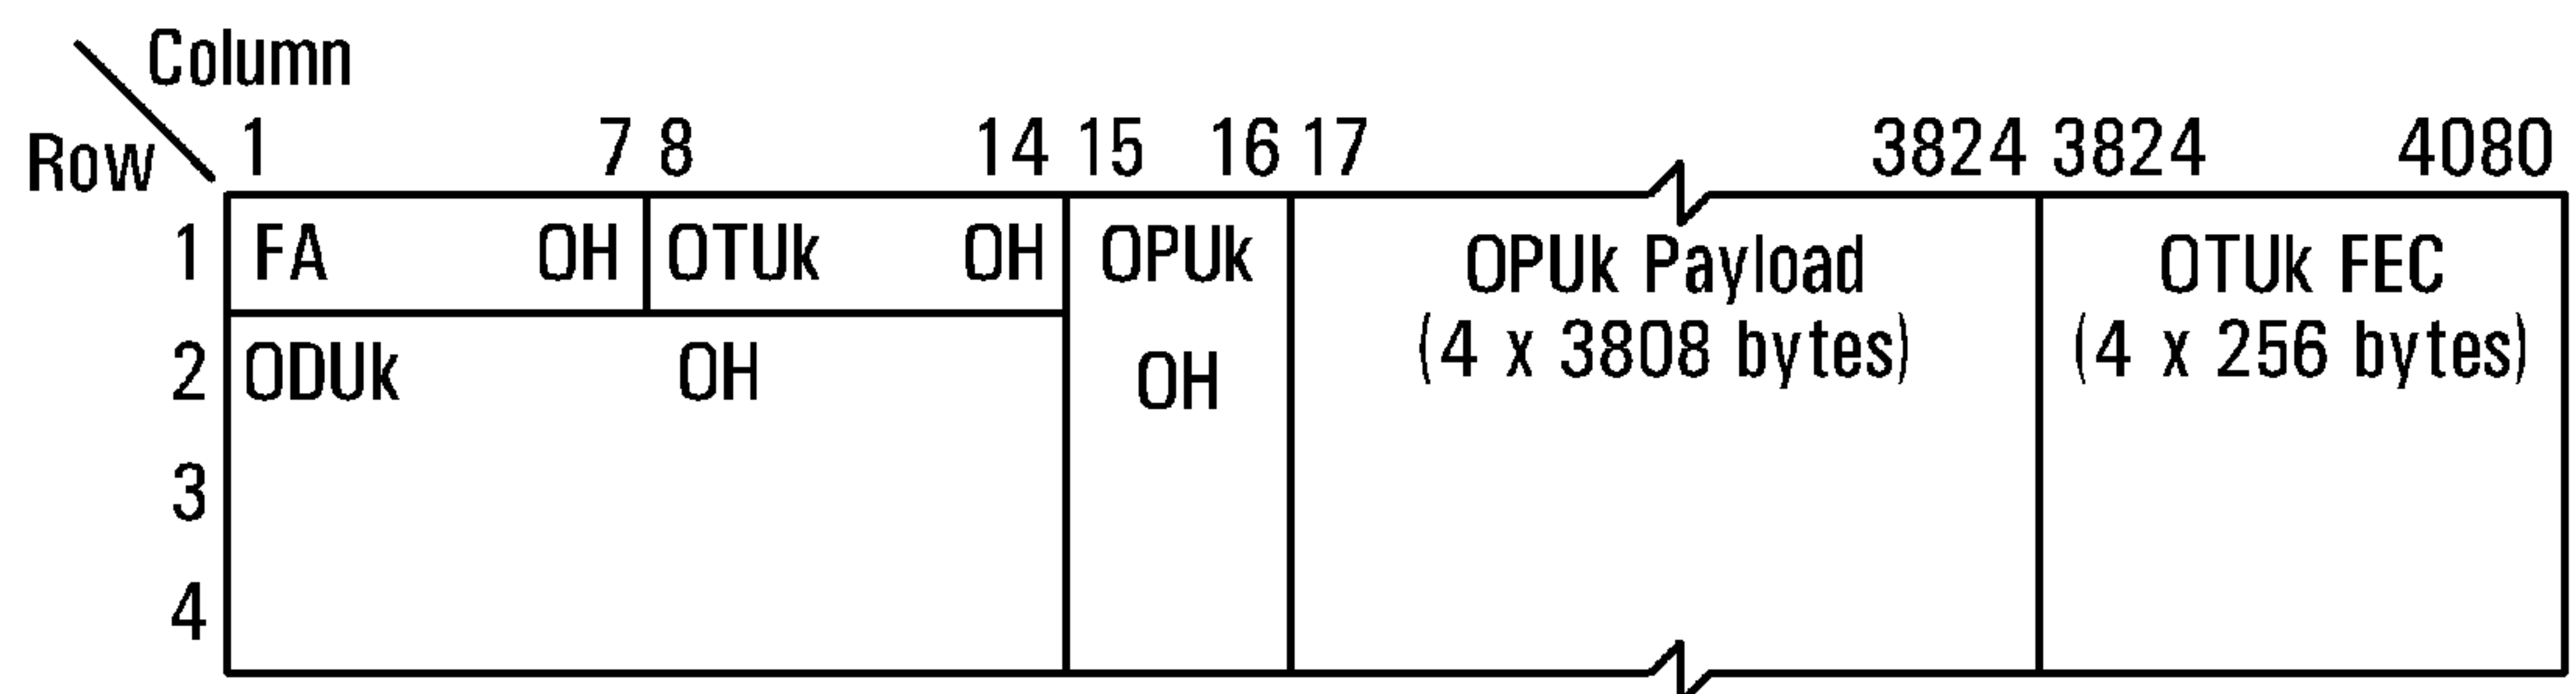 Column
Row 1 7 8 14 15 16 17 3824 3824 4080
1 FA OH OTUk OH OPUk OPUk Payload OTUk FEC
(4 x 3808 bytes) (4 x 256 bytes)
2 ODUk OH OH
3
4